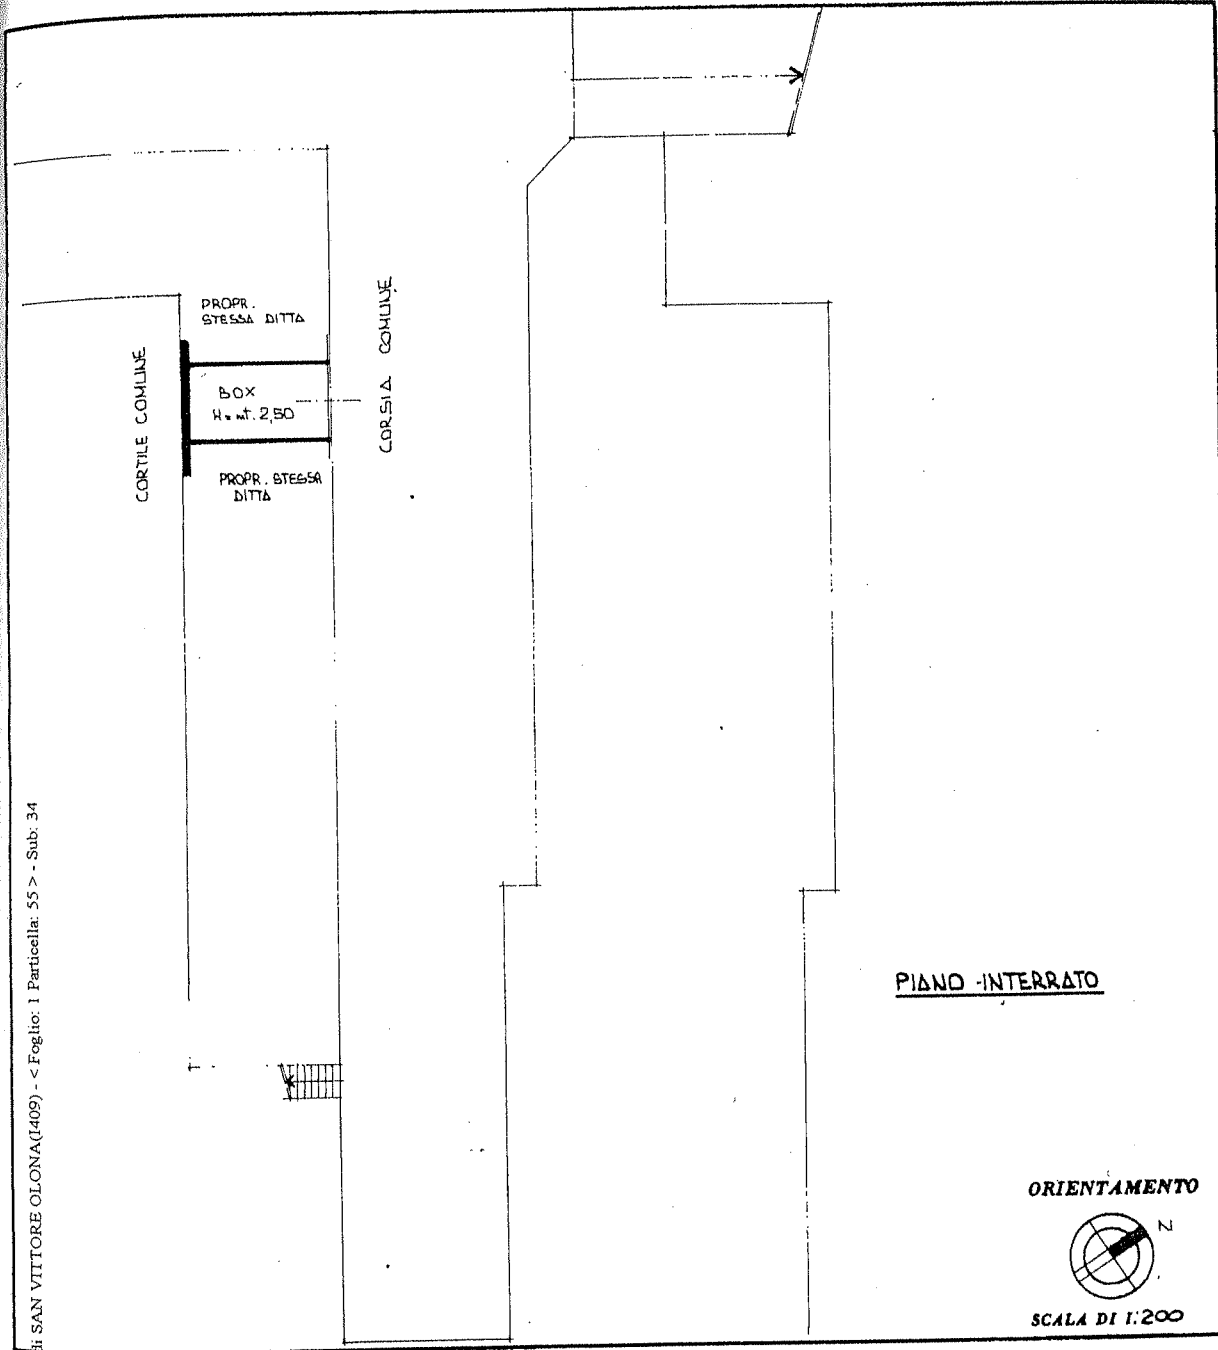 PROPR.
STESSA DITTA
CORTILE COMUNE
BOX
H = mt. 2,50
CORSIA COMUNE
PROPR. STESSA
DITTA
di SAN VITTORE OLONA(I409) - < Foglio: 1 Particella: 55 > - Sub: 34
PIANO - INTERRATO
ORIENTAMENTO
N
SCALA DI 1:200